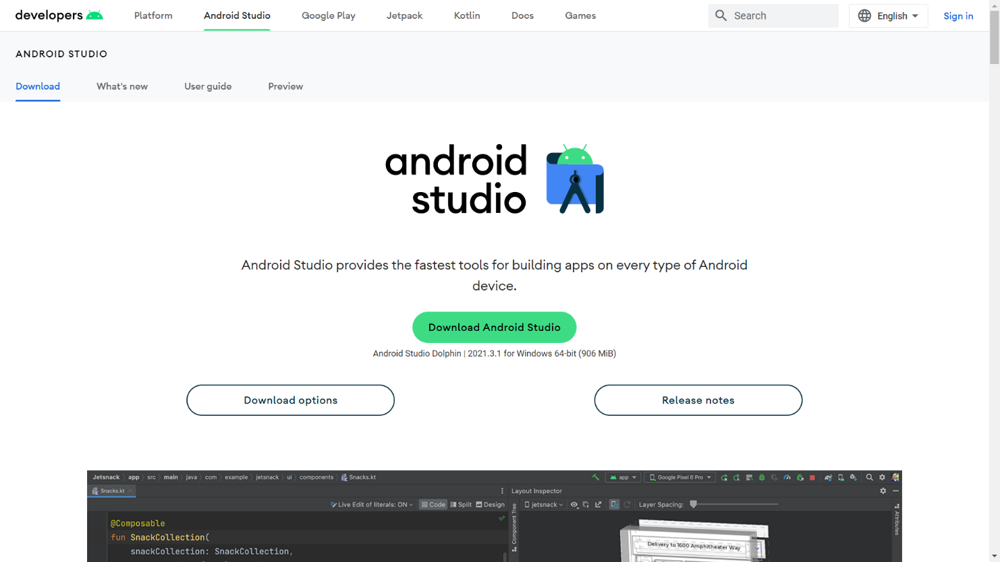 developers
Platform
Android Studio
Google Play
Jetpack
Kotlin
Docs
Games
Search
English
Sign in
ANDROID STUDIO
Download
What's new
User guide
Preview
android
studio
Android Studio provides the fastest tools for building apps on every type of Android
device.
Download Android Studio
Android Studio Dolphin | 2021.3.1 for Windows 64-bit (906 MiB)
Download options
Release notes
Jetsnack app src main java com example jetsnack ui components Snacks.kt
app
Google Pixel 6 Pro
Snacks.kt
Layout Inspector
Live Edit of literals: ON
Code
Split
Design
jetsnack
Layer Spacing:
Component Tree
Attributes
@Composable
fun SnackCollection(
snackCollection: SnackCollection,
Delivery to 1600 Amphitheater Way